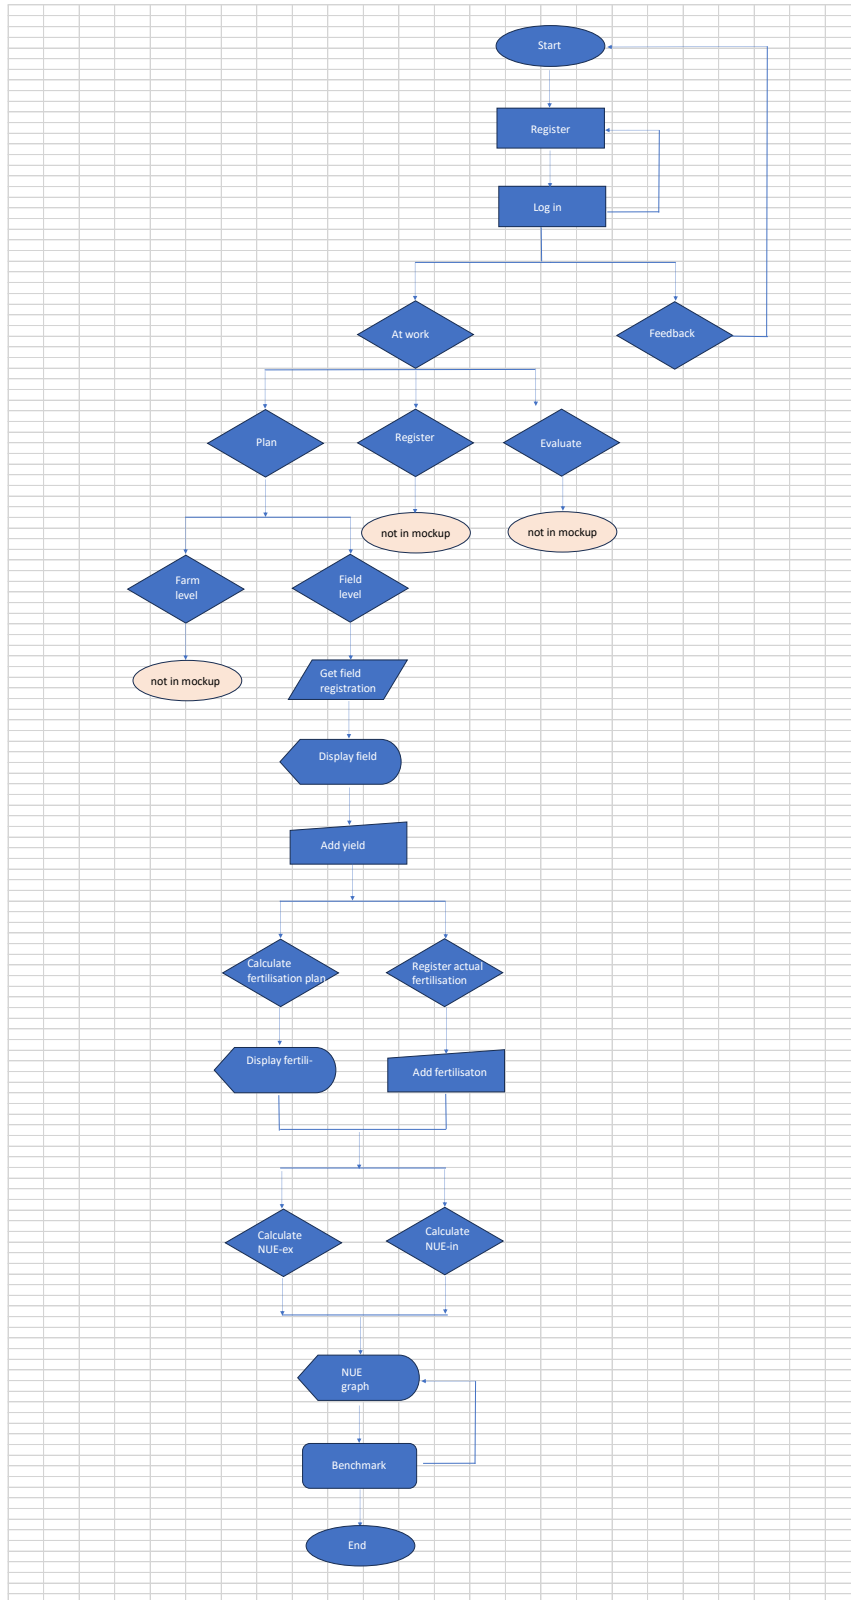 Start
Register
Log in
At work
Feedback
Plan
Register
Evaluate
not in mockup
not in mockup
Farm
level
Field
level
not in mockup
Get field
registration
Display field
Add yield
Calculate
fertilisation plan
Register actual
fertilisation
Display fertili-
Add fertilisaton
Calculate
NUE-ex
Calculate
NUE-in
NUE
graph
Benchmark
End